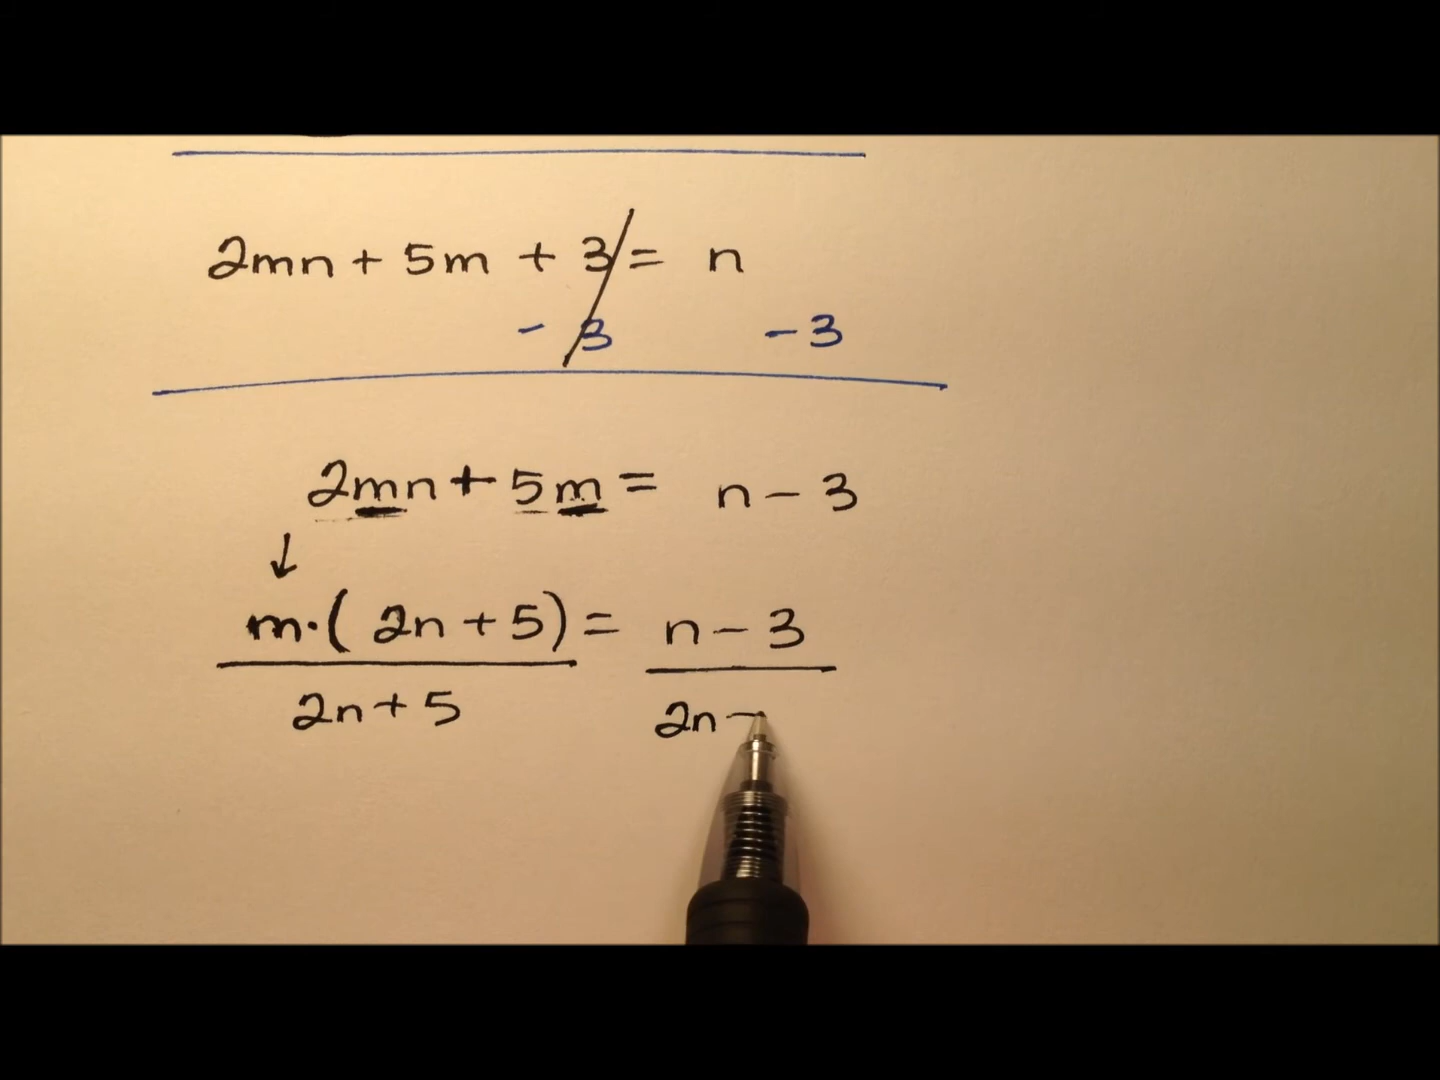 2mn + 5m + 3 = n
- 3 - 3
2mn + 5m = n - 3
↓
m·( 2n + 5) = n - 3
2n + 5 2n -